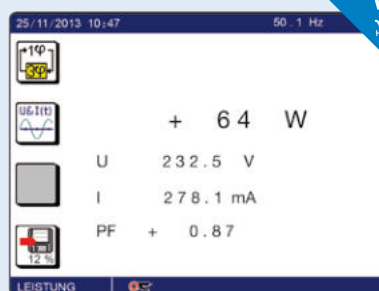 25/11/2013 10:47 50.1 Hz
1φ
3φ
U&I(t)
+ 64 W
U 232.5 V
I 278.1 mA
PF + 0.87
12 %
LEISTUNG